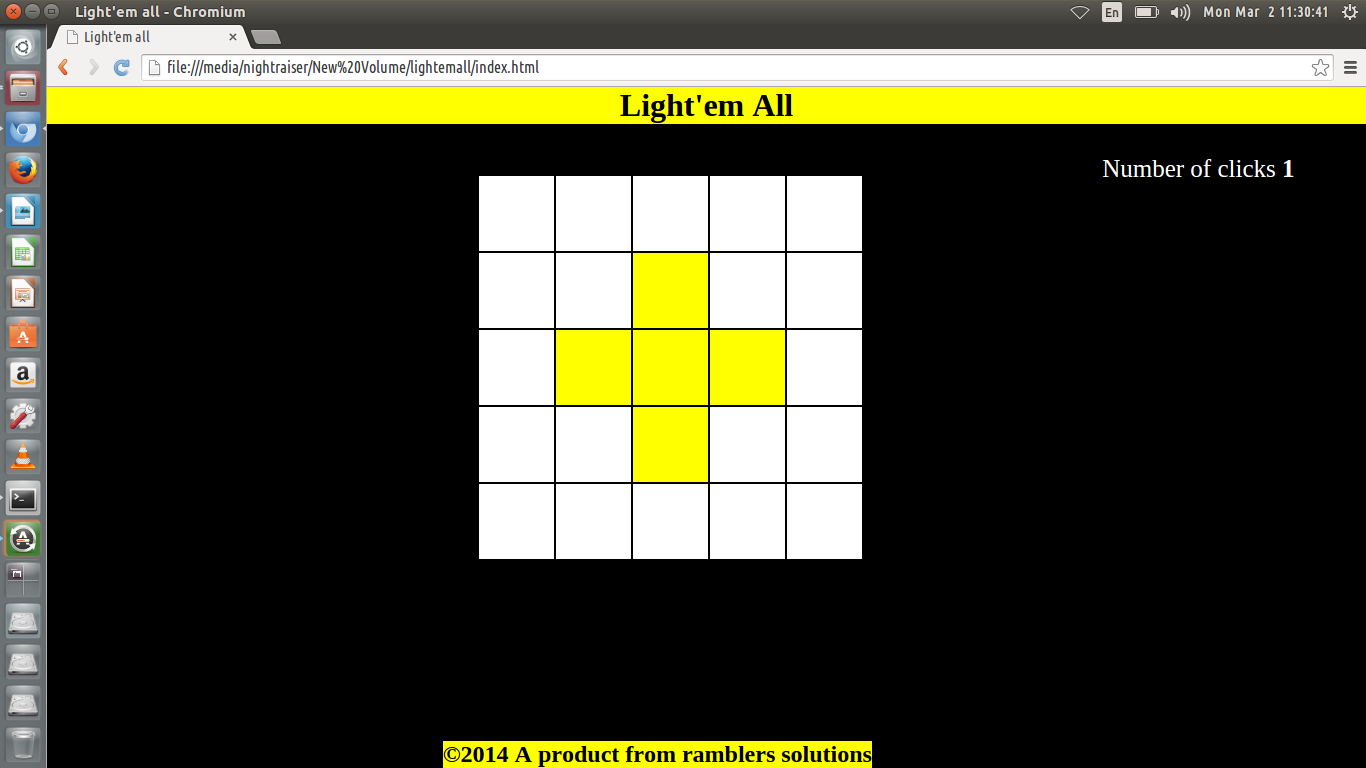 Light'em all - Chromium
En
Mon Mar 2 11:30:41
Light'em all
file:///media/nightraiser/New%20Volume/lightemall/index.html
Light'em All
Number of clicks 1
©2014 A product from ramblers solutions